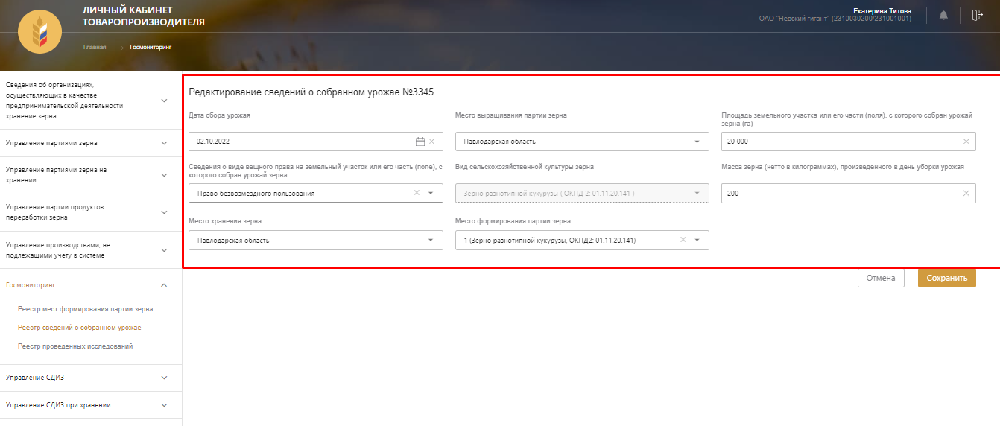 ЛИЧНЫЙ КАБИНЕТ
ТОВАРОПРОИЗВОДИТЕЛЯ
Екатерина Титова
ОАО "Невский гигант" (2310030200/231001001)
Главная
Госмониторинг
Сведения об организациях,
осуществляющих в качестве
предпринимательской деятельности
хранение зерна
Управление партиями зерна
Управление партиями зерна на
хранении
Управление партии продуктов
переработки зерна
Управление производствами, не
подлежащими учету в системе
Госмониторинг
Реестр мест формирования партии зерна
Реестр сведений о собранном урожае
Реестр проведенных исследований
Управление СДИЗ
Управление СДИЗ при хранении
Редактирование сведений о собранном урожае №3345
Дата сбора урожая
02.10.2022
Место выращивания партии зерна
Павлодарская область
Площадь земельного участка или его части (поля), с которого собран урожай
зерна (га)
20 000
Сведения о виде вещного права на земельный участок или его часть (поле), с
которого собран урожай зерна
Право безвозмездного пользования
Вид сельскохозяйственной культуры зерна
Зерно разнотипной кукурузы ( ОКПД 2: 01.11.20.141 )
Масса зерна (нетто в килограммах), произведенного в день уборки урожая
200
Место хранения зерна
Павлодарская область
Место формирования партии зерна
1 (Зерно разнотипной кукурузы, ОКПД2: 01.11.20.141)
Отмена
Сохранить